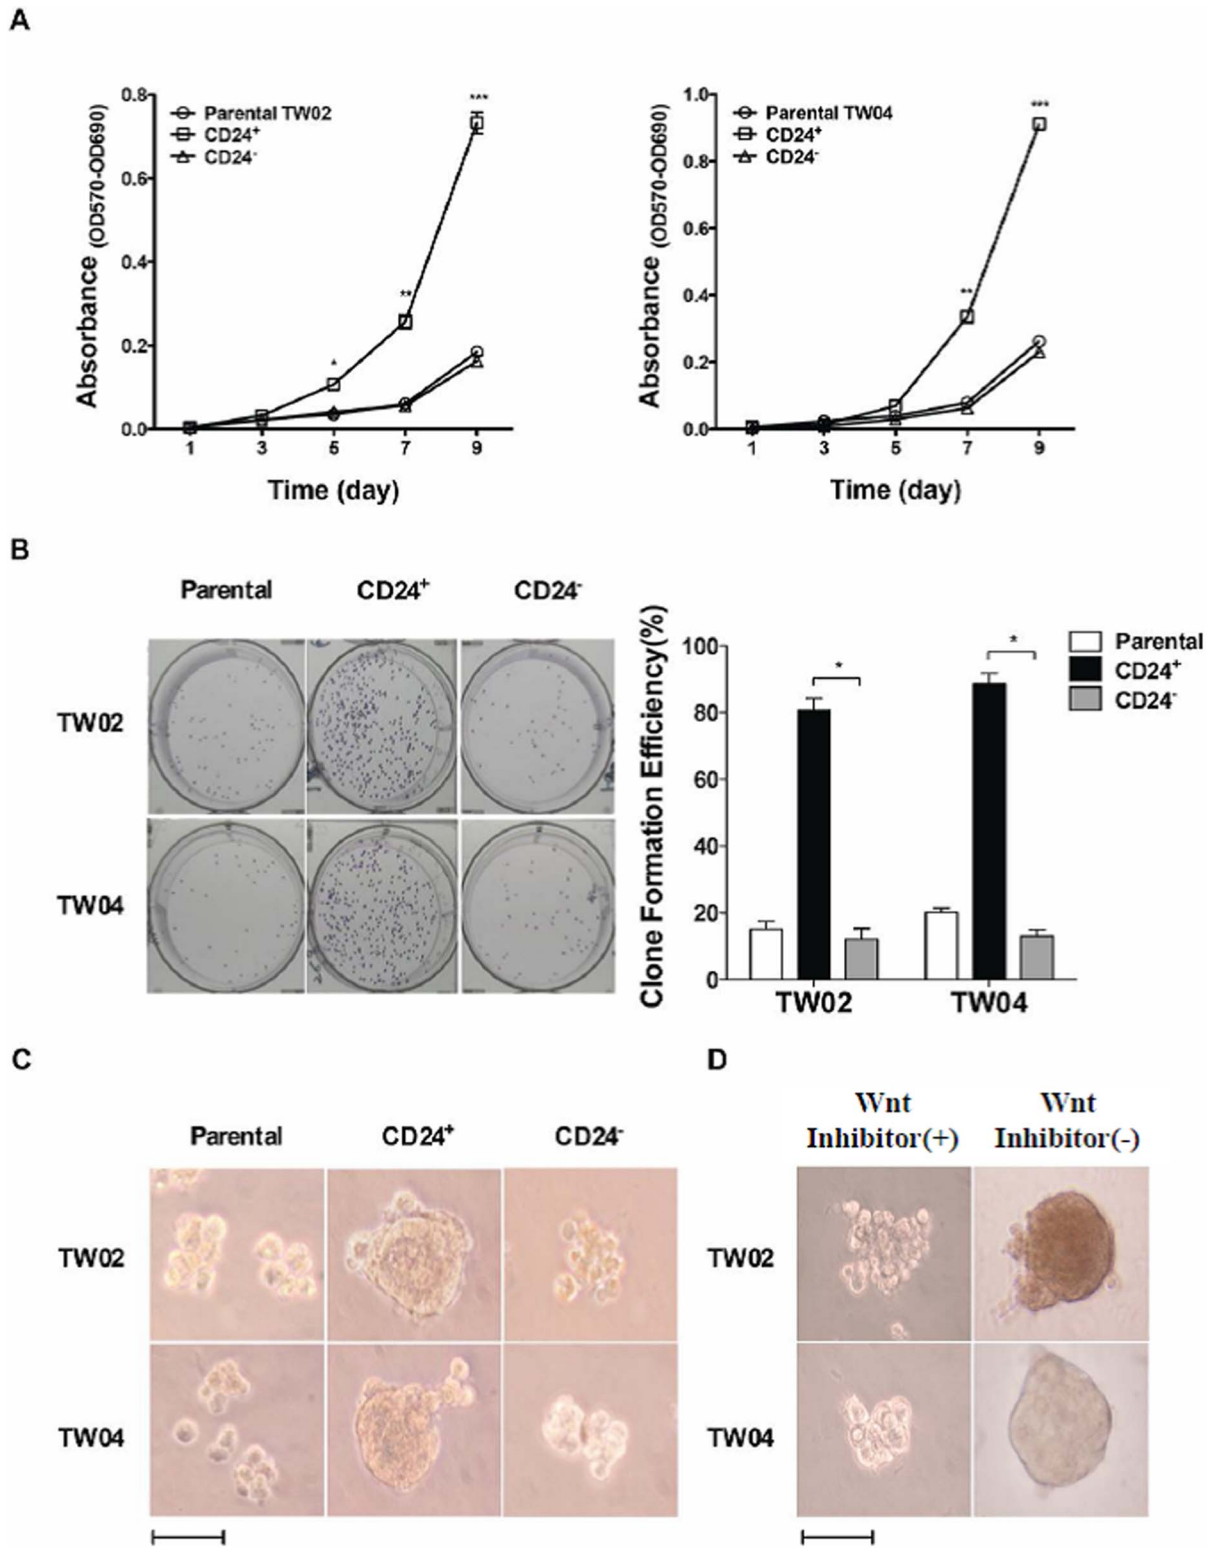 A
Absorbance (OD570-OD690)
0.8
0.6
0.4
0.2
0.0
Parental TW02
CD24+
CD24-
*
**
***
1 3 5 7 9
Time (day)
Absorbance (OD570-OD690)
1.0
0.8
0.6
0.4
0.2
0.0
Parental TW04
CD24+
CD24-
**
***
1 3 5 7 9
Time (day)
B
Parental CD24+ CD24-
TW02
TW04
Clone Formation Efficiency(%)
100
80
60
40
20
0
*
*
TW02 TW04
Parental
CD24+
CD24-
C
Parental CD24+ CD24-
TW02
TW04
D
Wnt
Inhibitor(+)
Wnt
Inhibitor(-)
TW02
TW04